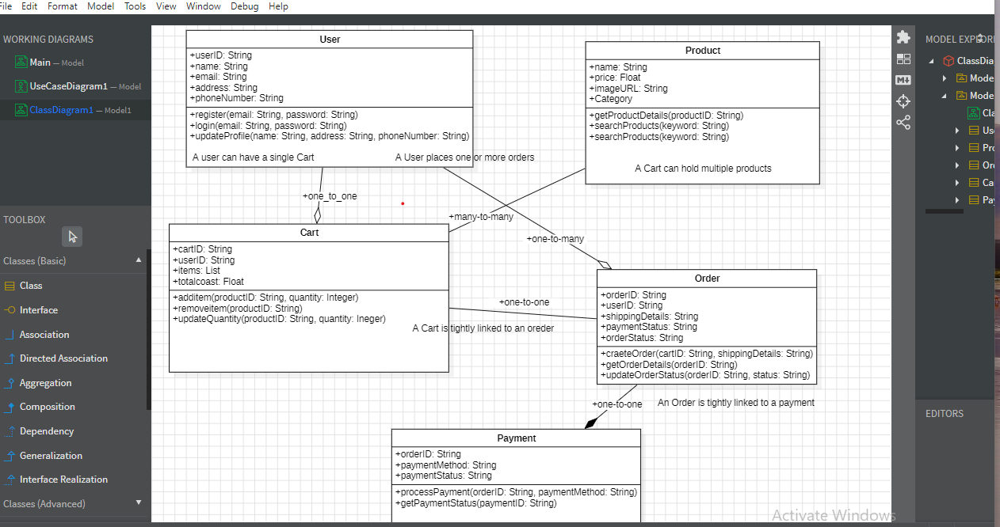 File Edit Format Model Tools View Window Debug Help
WORKING DIAGRAMS
Main — Model
UseCaseDiagram1 — Model
ClassDiagram1 — Model1
TOOLBOX
Classes (Basic)
Class
Interface
Association
Directed Association
Aggregation
Composition
Dependency
Generalization
Interface Realization
Classes (Advanced)
User
+userID: String
+name: String
+email: String
+address: String
+phoneNumber: String
+register(email: String, password: String)
+login(email: String, password: String)
+updateProfile(name: String, address: String, phoneNumber: String)
A user can have a single Cart
A User places one or more orders
Product
+name: String
+price: Float
+imageURL: String
+Category
+getProductDetails(productID: String)
+searchProducts(keyword: String)
+searchProducts(keyword: String)
A Cart can hold multiple products
+one_to_one
+many-to-many
+one-to-many
Cart
+cartID: String
+userID: String
+items: List
+totalcoast: Float
+additem(productID: String, quantity: Integer)
+removeitem(productID: String)
+updateQuantity(productID: String, quantity: Ineger)
+one-to-one
A Cart is tightly linked to an oreder
Order
+orderID: String
+userID: String
+shippingDetails: String
+paymentStatus: String
+orderStatus: String
+craeteOrder(cartID: String, shippingDetails: String)
+getOrderDetails(orderID: String)
+updateOrderStatus(orderID: String, status: String)
+one-to-one
An Order is tightly linked to a payment
Payment
+orderID: String
+paymentMethod: String
+paymentStatus: String
+processPayment(orderID: String, paymentMethod: String)
+getPaymentStatus(paymentID: String)
M↓
MODEL EXPLORE
ClassDia
Mode
Mode
Cla
Us
Pro
Or
Ca
Pay
EDITORS
Activate Windows